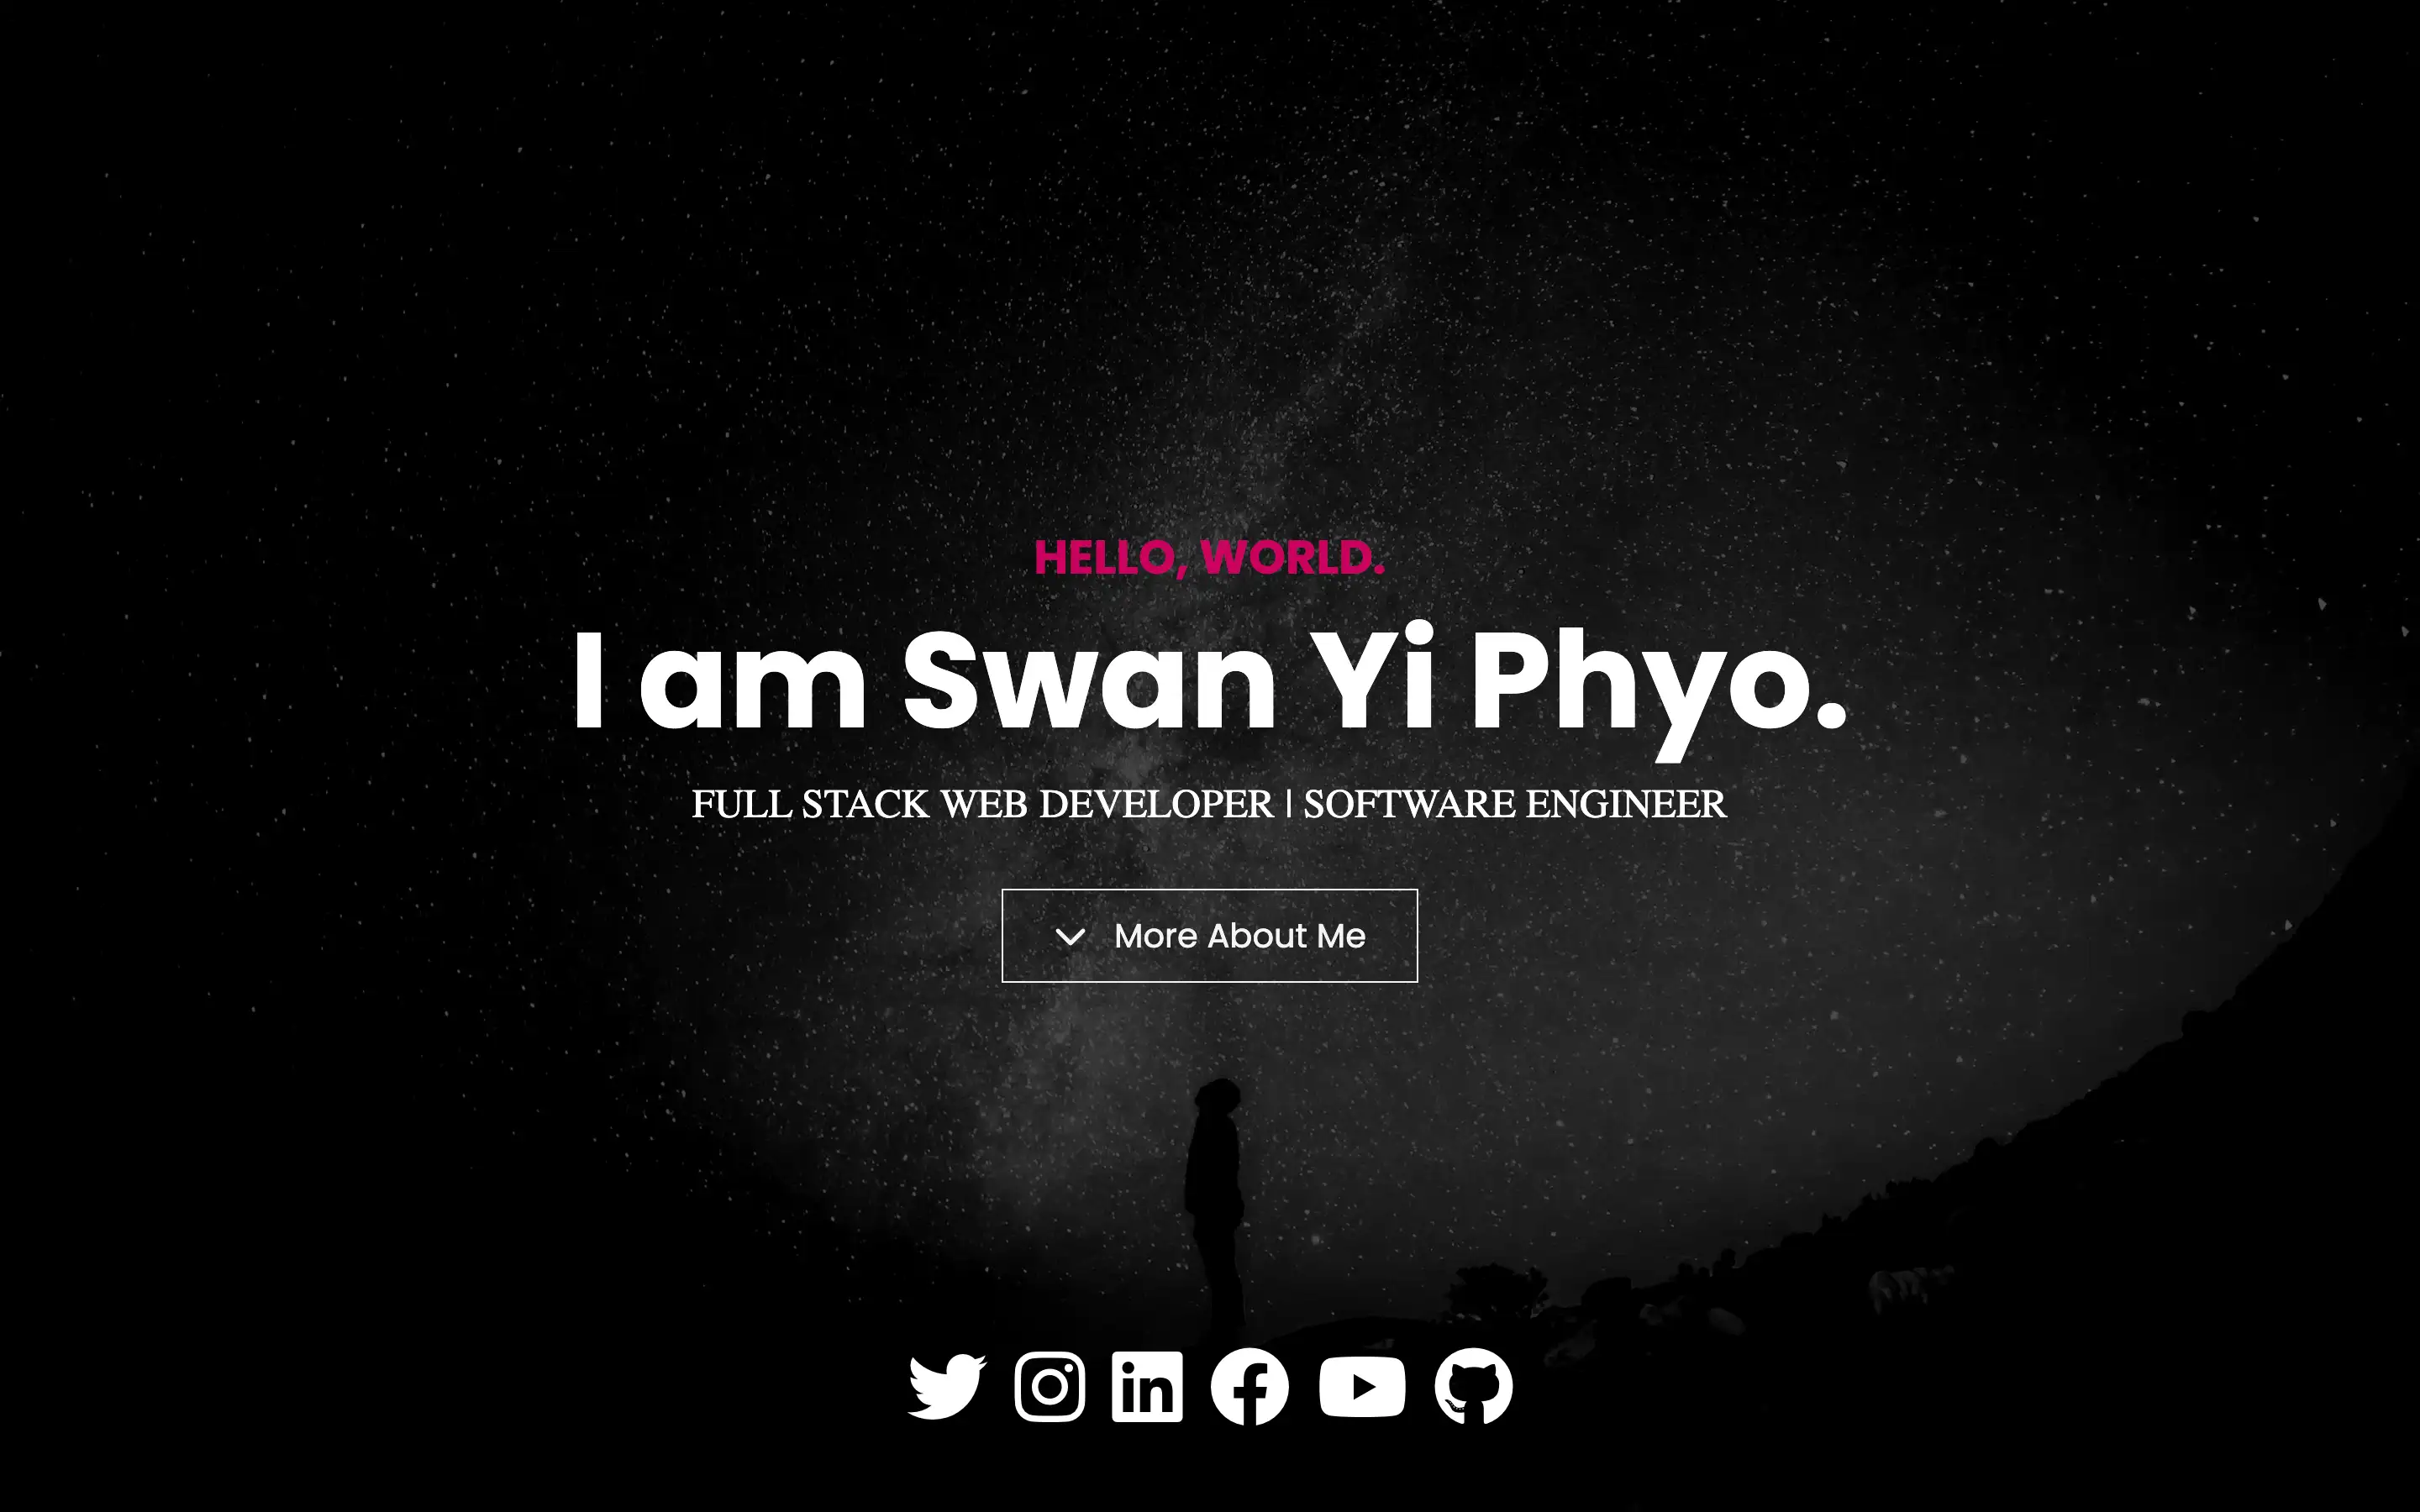 HELLO, WORLD.
I am Swan Yi Phyo.
FULL STACK WEB DEVELOPER | SOFTWARE ENGINEER
More About Me